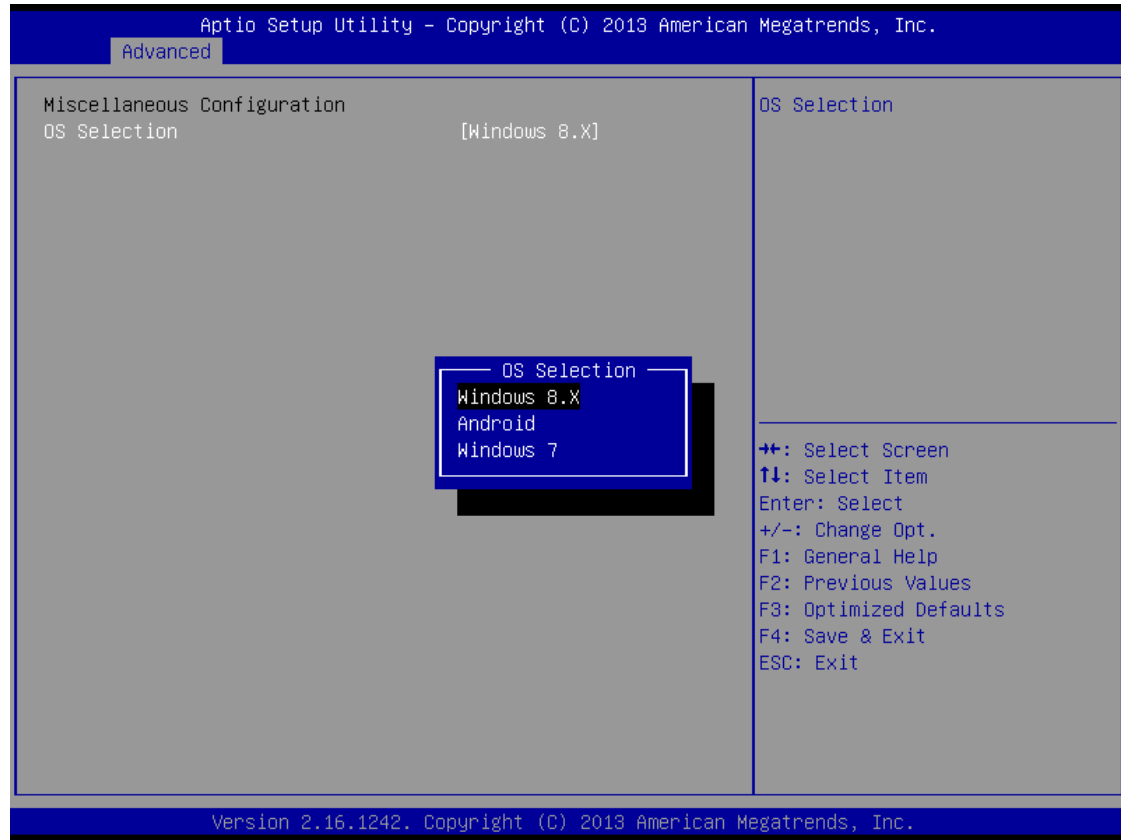 Aptio Setup Utility – Copyright (C) 2013 American Megatrends, Inc.
Advanced
Miscellaneous Configuration
OS Selection [Windows 8.X]
OS Selection
OS Selection
Windows 8.X
Android
Windows 7
→←: Select Screen
↑↓: Select Item
Enter: Select
+/-: Change Opt.
F1: General Help
F2: Previous Values
F3: Optimized Defaults
F4: Save & Exit
ESC: Exit
Version 2.16.1242. Copyright (C) 2013 American Megatrends, Inc.